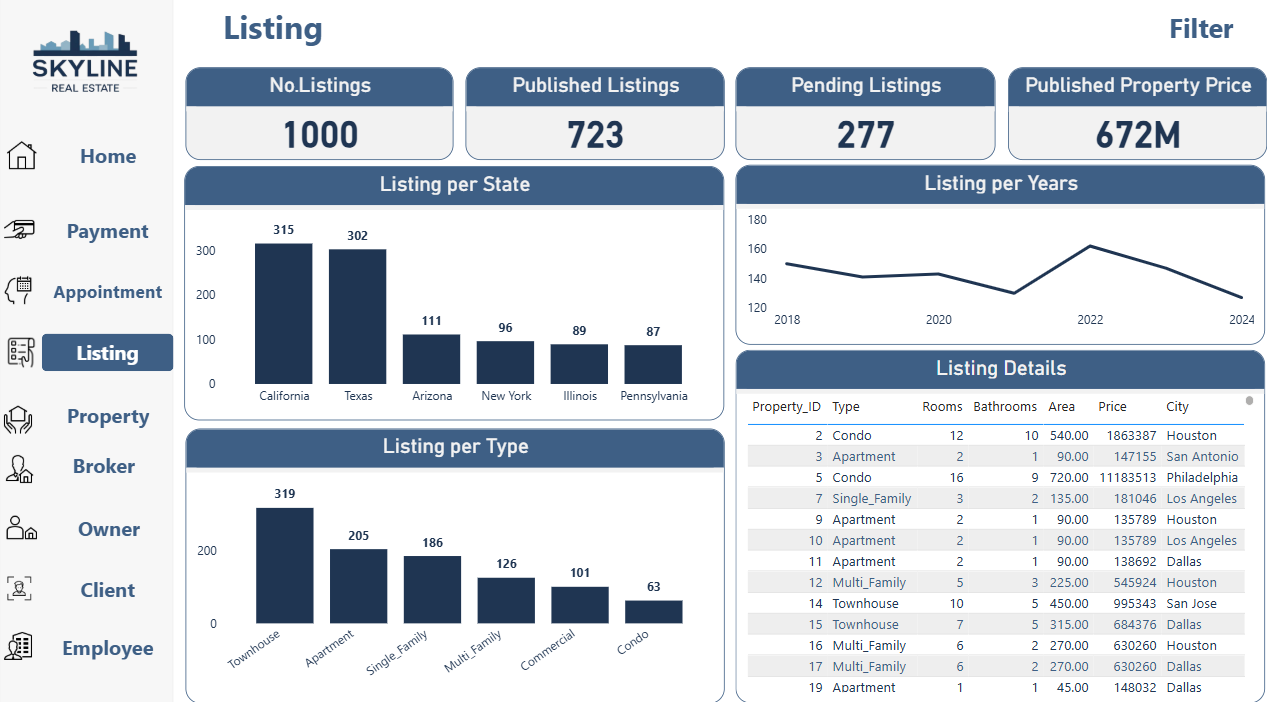 SKYLINE
REAL ESTATE
Home
Payment
Appointment
Listing
Property
Broker
Owner
Client
Employee
Listing
Filter
No.Listings
1000
Published Listings
723
Pending Listings
277
Published Property Price
672M
Listing per State
315
302
111
96
89
87
300
200
100
0
California Texas Arizona New York Illinois Pennsylvania
Listing per Type
319
205
186
126
101
63
200
0
Townhouse Apartment Single_Family Multi_Family Commercial Condo
Listing per Years
180
160
140
120
2018 2020 2022 2024
Listing Details
Property_ID Type Rooms Bathrooms Area Price City
2 Condo 12 10 540.00 1863387 Houston
3 Apartment 2 1 90.00 147155 San Antonio
5 Condo 16 9 720.00 11183513 Philadelphia
7 Single_Family 3 2 135.00 181046 Los Angeles
9 Apartment 2 1 90.00 135789 Houston
10 Apartment 2 1 90.00 135789 Los Angeles
11 Apartment 2 1 90.00 138692 Dallas
12 Multi_Family 5 3 225.00 545924 Houston
14 Townhouse 10 5 450.00 995343 San Jose
15 Townhouse 7 5 315.00 684376 Dallas
16 Multi_Family 6 2 270.00 630260 Houston
17 Multi_Family 6 2 270.00 630260 Dallas
19 Apartment 1 1 45.00 148032 Dallas